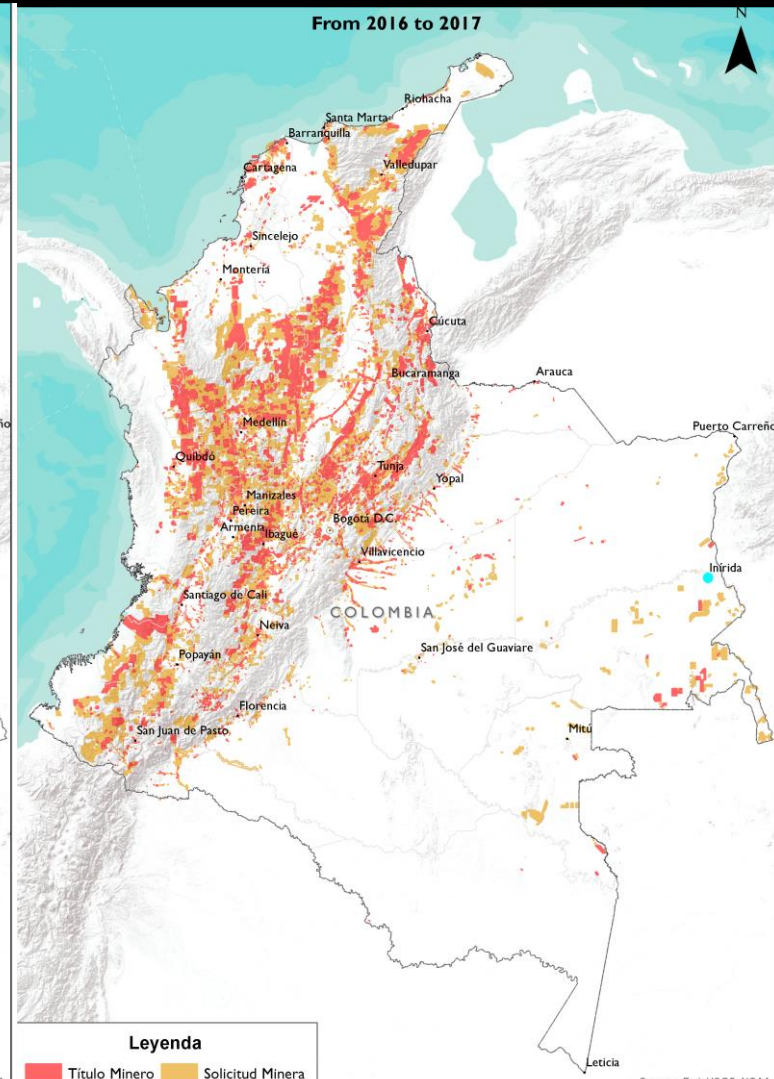 From 2016 to 2017
N
Riohacha
Santa Marta
Barranquilla
Cartagena
Valledupar
Sincelejo
Montería
Cúcuta
Bucaramanga
Arauca
Puerto Carreño
Medellín
Quibdó
Tunja
Yopal
Manizales
Pereira
Bogotá D.C.
Armenia
Ibagué
Villavicencio
Inírida
Santiago de Cali
COLOMBIA
Neiva
San José del Guaviare
Popayán
Florencia
San Juan de Pasto
Mitú
Leyenda
Título Minero
Solicitud Minera
Leticia